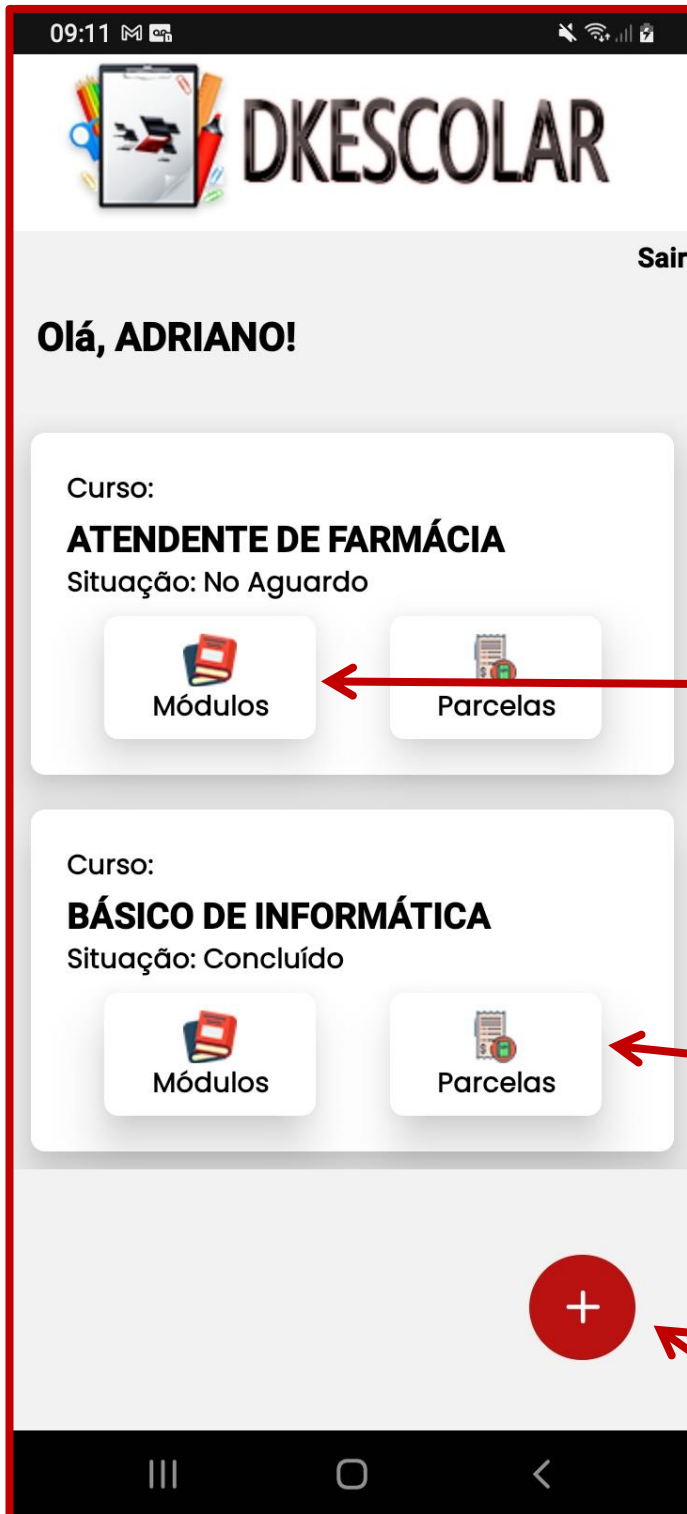 09:11
DKESCOLAR
Sair
Olá, ADRIANO!
Curso:
ATENDENTE DE FARMÁCIA
Situação: No Aguardo
Módulos
Parcelas
Curso:
BÁSICO DE INFORMÁTICA
Situação: Concluído
Módulos
Parcelas
+